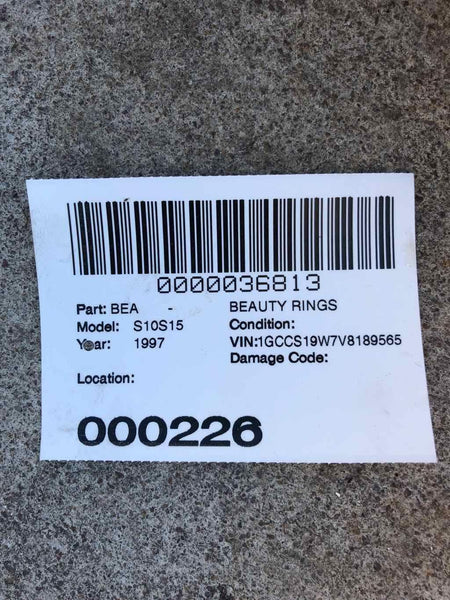 0000036813
Part: BEA - BEAUTY RINGS
Model: S10S15 Condition:
Year: 1997 VIN:1GCCS19W7V8189565
Damage Code:
Location:
000226